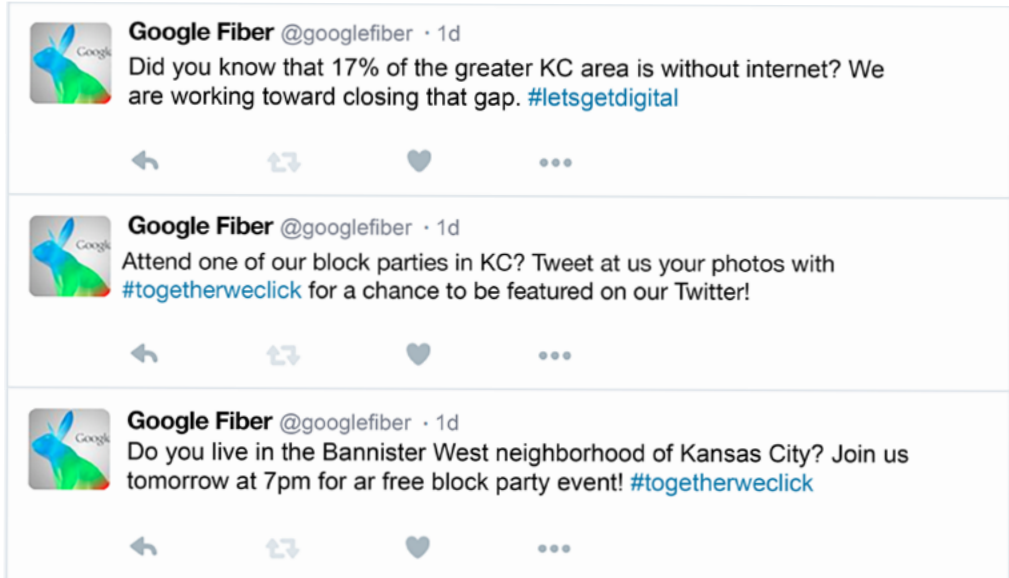 Google Fiber @googlefiber · 1d
Googl
Did you know that 17% of the greater KC area is without internet? We
are working toward closing that gap. #letsgetdigital
Google Fiber @googlefiber · 1d
Googl
Attend one of our block parties in KC? Tweet at us your photos with
#togetherweclick for a chance to be featured on our Twitter!
Google Fiber @googlefiber · 1d
Googl
Do you live in the Bannister West neighborhood of Kansas City? Join us
tomorrow at 7pm for ar free block party event! #togetherweclick